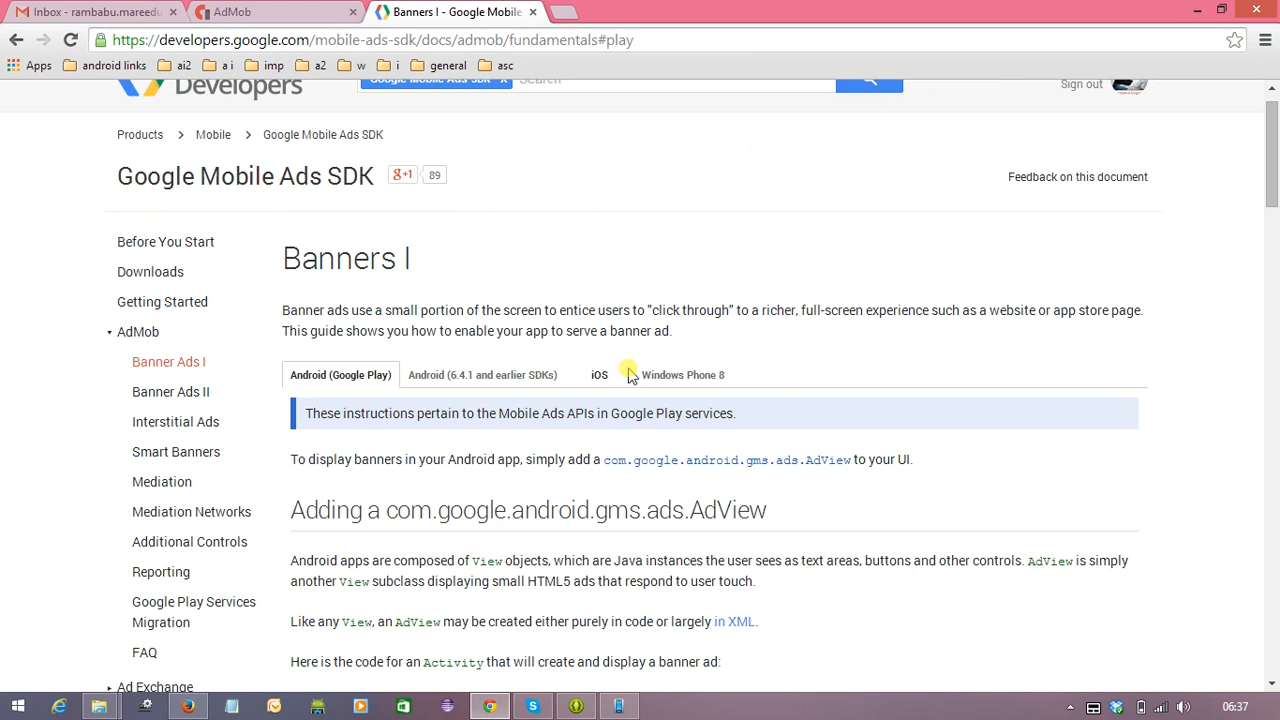 Inbox - rambabu.mareedu
AdMob
Banners I - Google Mobile
https://developers.google.com/mobile-ads-sdk/docs/admob/fundamentals#play
Apps
android links
ai2
a i
imp
a2
w
i
general
asc
Developers
Google Mobile Ads SDK
Search
Sign out
Products
Mobile
Google Mobile Ads SDK
Google Mobile Ads SDK
g+1
89
Feedback on this document
Before You Start
Downloads
Getting Started
AdMob
Banner Ads I
Banner Ads II
Interstitial Ads
Smart Banners
Mediation
Mediation Networks
Additional Controls
Reporting
Google Play Services
Migration
FAQ
Ad Exchange
Banners I
Banner ads use a small portion of the screen to entice users to "click through" to a richer, full-screen experience such as a website or app store page.
This guide shows you how to enable your app to serve a banner ad.
Android (Google Play)
Android (6.4.1 and earlier SDKs)
iOS
Windows Phone 8
These instructions pertain to the Mobile Ads APIs in Google Play services.
To display banners in your Android app, simply add a com.google.android.gms.ads.AdView to your UI.
Adding a com.google.android.gms.ads.AdView
Android apps are composed of View objects, which are Java instances the user sees as text areas, buttons and other controls. AdView is simply
another View subclass displaying small HTML5 ads that respond to user touch.
Like any View, an AdView may be created either purely in code or largely in XML.
Here is the code for an Activity that will create and display a banner ad:
06:37